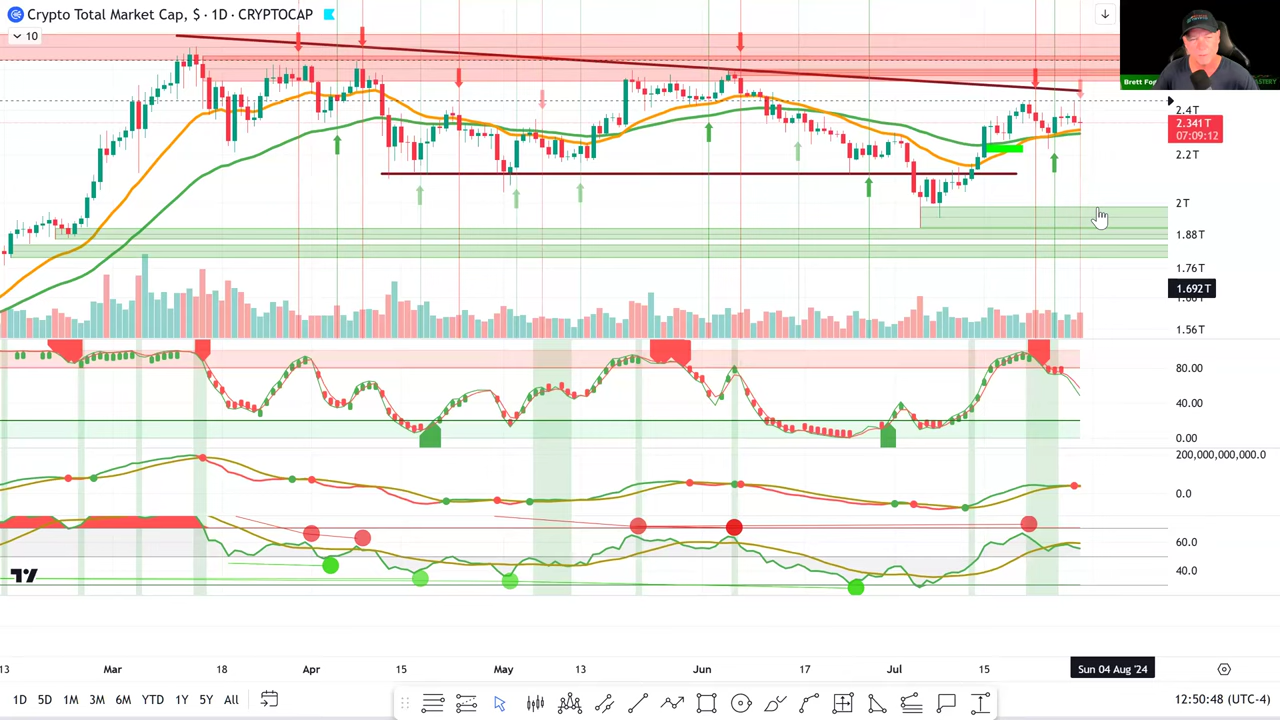 Crypto Total Market Cap, $ · 1D · CRYPTOCAP
10
2.4T
2.341T
07:09:12
2.2T
2T
1.88T
1.76T
1.692T
1.56T
80.00
40.00
0.00
200,000,000,000.0
0.0
60.0
40.0
13 Mar 18 Apr 15 May 13 Jun 17 Jul 15 Sun 04 Aug '24
1D 5D 1M 3M 6M YTD 1Y 5Y All
12:50:48 (UTC-4)